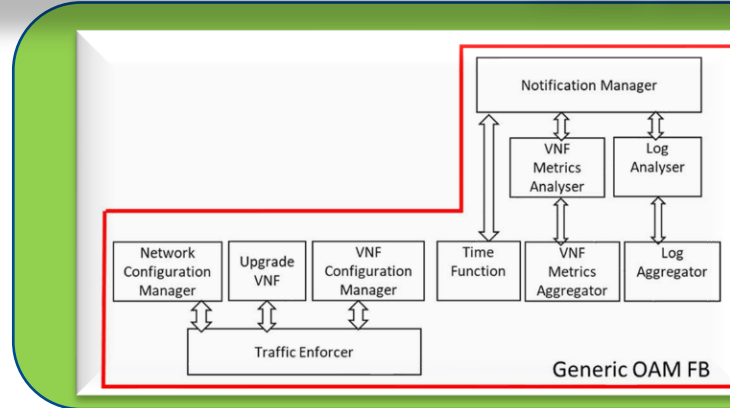 Notification Manager
VNF
Metrics
Analyser
Log
Analyser
Network
Configuration
Manager
Upgrade
VNF
VNF
Configuration
Manager
Time
Function
VNF
Metrics
Aggregator
Log
Aggregator
Traffic Enforcer
Generic OAM FB